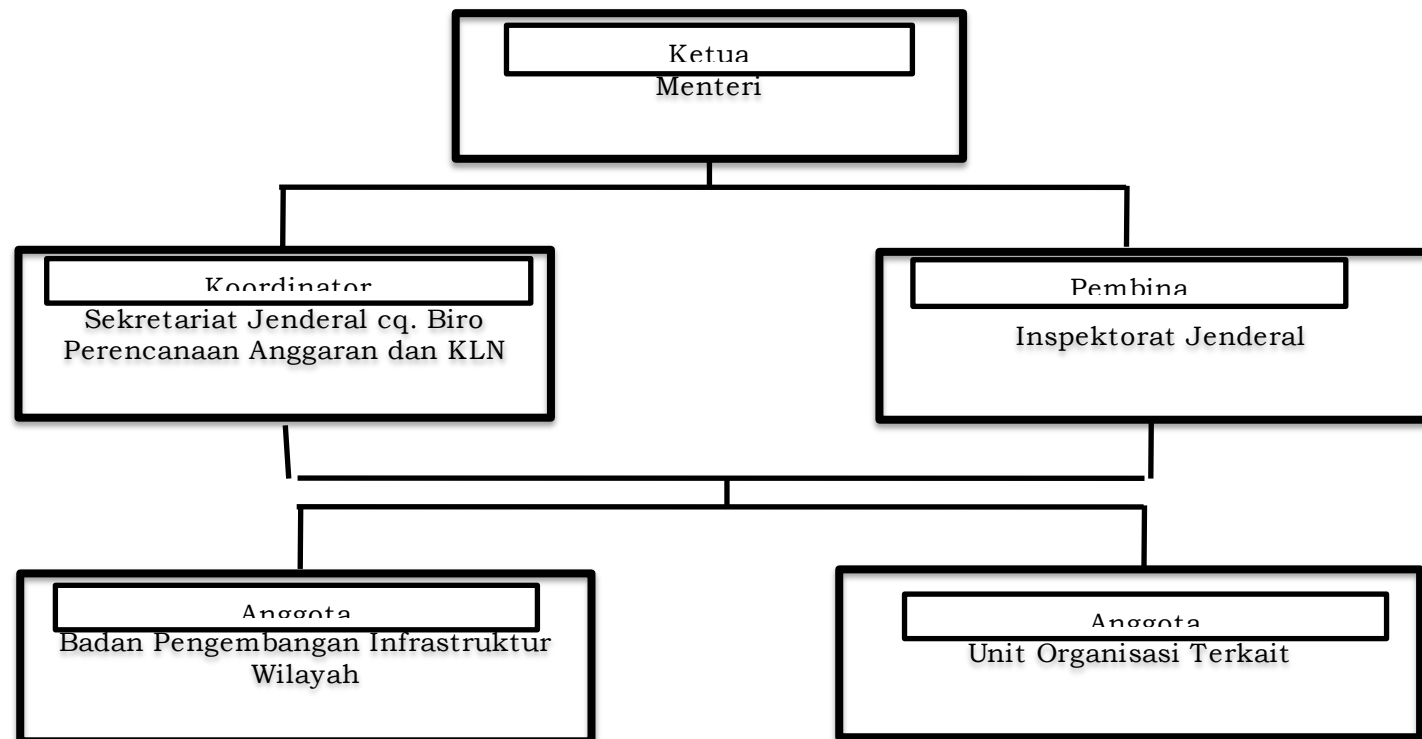 Ketua
Menteri
Koordinator
Sekretariat Jenderal cq. Biro
Perencanaan Anggaran dan KLN
Pembina
Inspektorat Jenderal
Anggota
Badan Pengembangan Infrastruktur
Wilayah
Anggota
Unit Organisasi Terkait